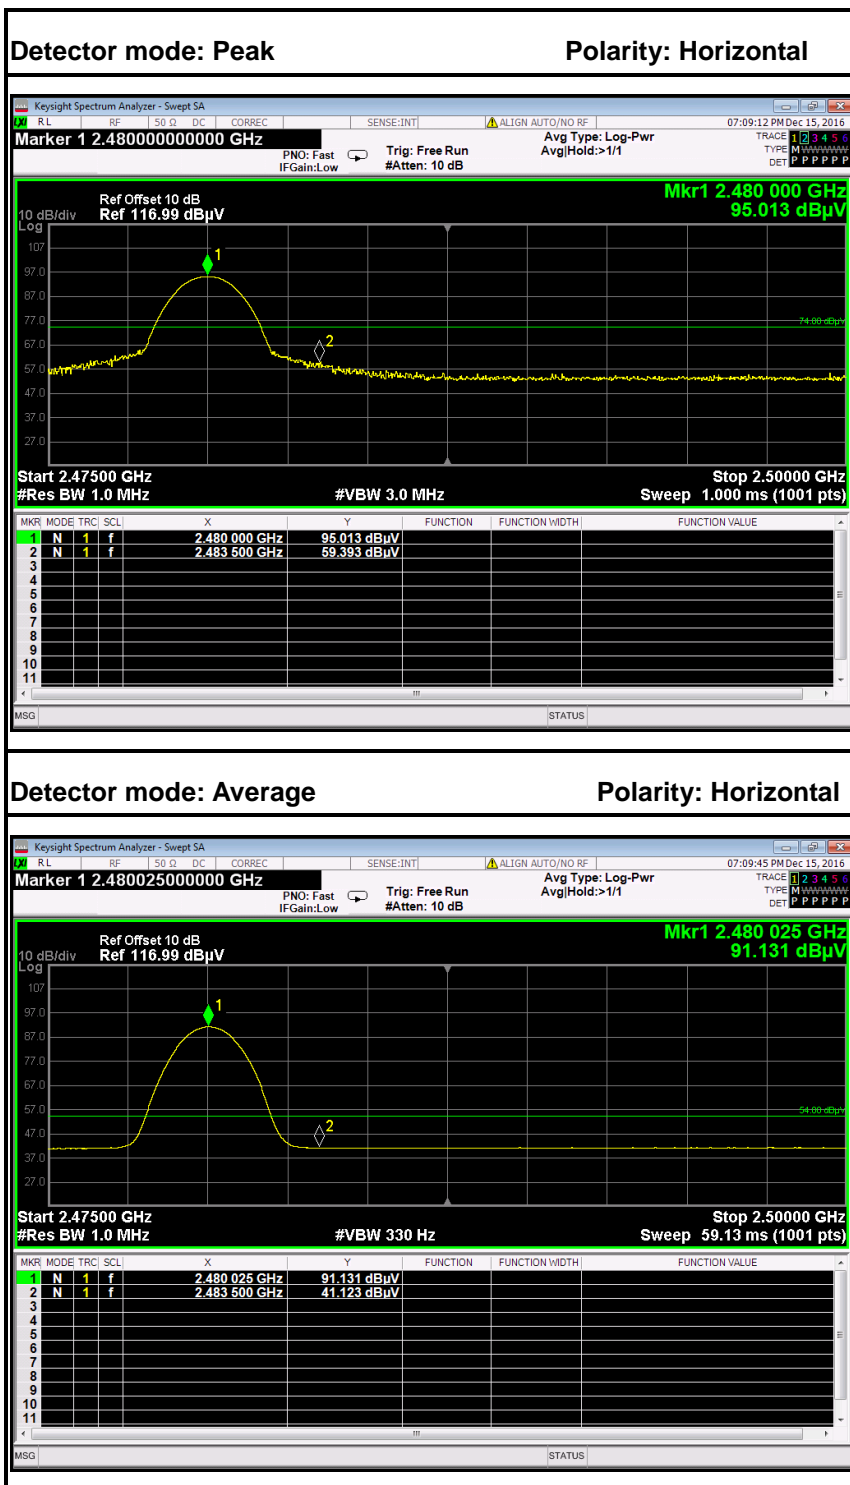 Detector mode: Peak Polarity: Horizontal
Keysight Spectrum Analyzer - Swept SA
LXI RL RF 50 Ω DC CORREC SENSE:INT ALIGN AUTO/NO RF 07:09:12 PM Dec 15, 2016
Marker 1 2.480000000000 GHz Avg Type: Log-Pwr TRACE 1 2 3 4 5 6
PNO: Fast Trig: Free Run Avg|Hold:>1/1 TYPE M W W W W W
IFGain:Low #Atten: 10 dB DET P P P P P P
Mkr1 2.480 000 GHz
Ref Offset 10 dB
10 dB/div Ref 116.99 dBµV 95.013 dBµV
Log
107
1
97.0
87.0
77.0
74.00 dBµV
67.0
2
57.0
47.0
37.0
27.0
Start 2.47500 GHz Stop 2.50000 GHz
#Res BW 1.0 MHz #VBW 3.0 MHz Sweep 1.000 ms (1001 pts)
MKR MODE TRC SCL X Y FUNCTION FUNCTION WIDTH FUNCTION VALUE
1 N 1 f 2.480 000 GHz 95.013 dBµV
2 N 1 f 2.483 500 GHz 59.393 dBµV
3
4
5
6
7
8
9
10
11
MSG STATUS
Detector mode: Average Polarity: Horizontal
Keysight Spectrum Analyzer - Swept SA
LXI RL RF 50 Ω DC CORREC SENSE:INT ALIGN AUTO/NO RF 07:09:45 PM Dec 15, 2016
Marker 1 2.480025000000 GHz Avg Type: Log-Pwr TRACE 1 2 3 4 5 6
PNO: Fast Trig: Free Run Avg|Hold:>1/1 TYPE M W W W W W
IFGain:Low #Atten: 10 dB DET P P P P P P
Mkr1 2.480 025 GHz
Ref Offset 10 dB
10 dB/div Ref 116.99 dBµV 91.131 dBµV
Log
107
1
97.0
87.0
77.0
67.0
57.0
54.00 dBµV
47.0
2
37.0
27.0
Start 2.47500 GHz Stop 2.50000 GHz
#Res BW 1.0 MHz #VBW 330 Hz Sweep 59.13 ms (1001 pts)
MKR MODE TRC SCL X Y FUNCTION FUNCTION WIDTH FUNCTION VALUE
1 N 1 f 2.480 025 GHz 91.131 dBµV
2 N 1 f 2.483 500 GHz 41.123 dBµV
3
4
5
6
7
8
9
10
11
MSG STATUS